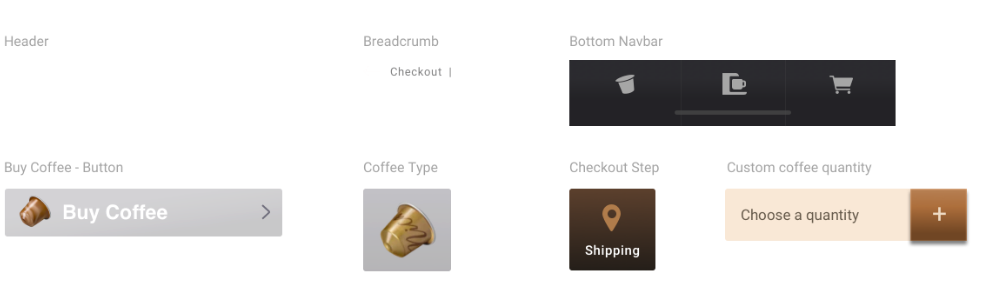 Header
Breadcrumb
Bottom Navbar
Checkout |
Buy Coffee - Button
Coffee Type
Checkout Step
Custom coffee quantity
Buy Coffee
Shipping
Choose a quantity
+